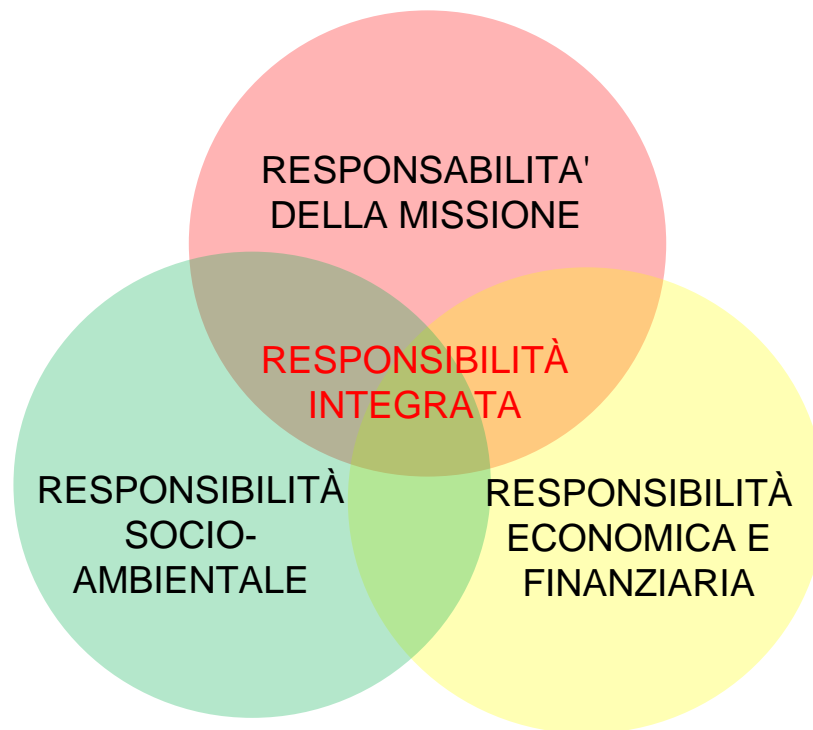 RESPONSABILITA'
DELLA MISSIONE
RESPONSIBILITÀ
INTEGRATA
RESPONSIBILITÀ
SOCIO-
AMBIENTALE
RESPONSIBILITÀ
ECONOMICA E
FINANZIARIA